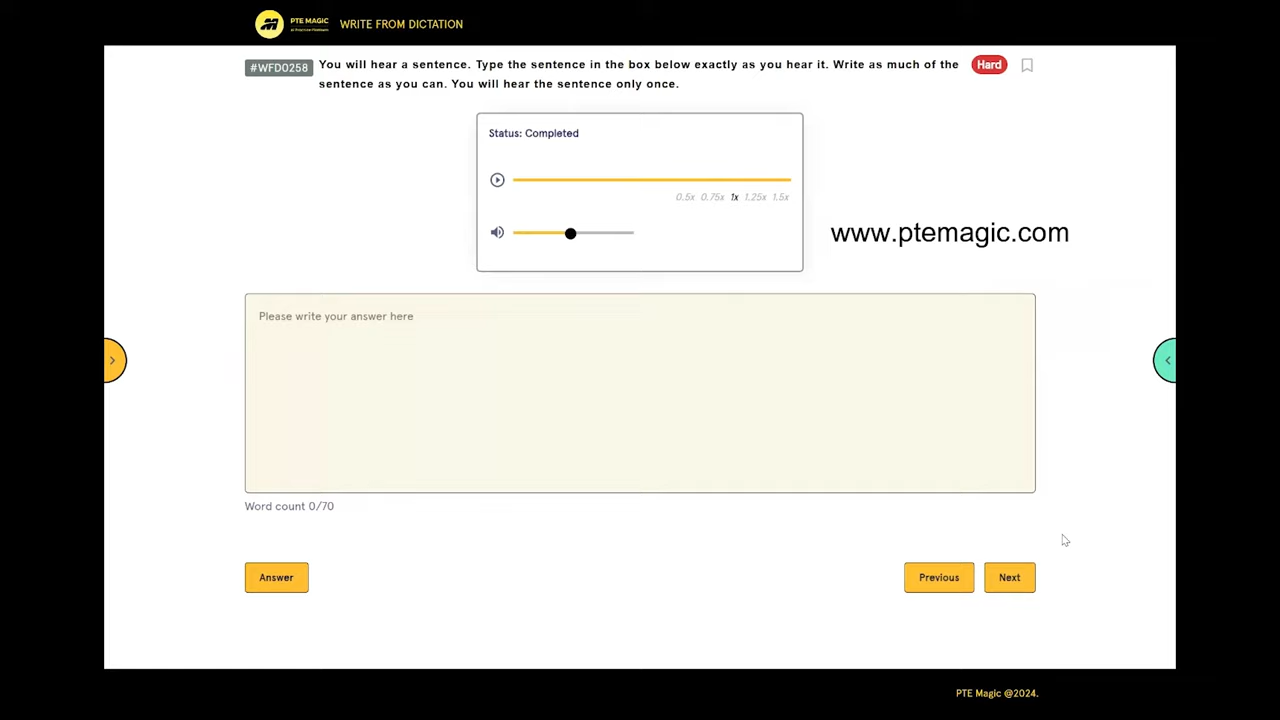 PTE MAGIC
WRITE FROM DICTATION
#WFD0258
You will hear a sentence. Type the sentence in the box below exactly as you hear it. Write as much of the
sentence as you can. You will hear the sentence only once.
Hard
Status: Completed
0.5x 0.75x 1x 1.25x 1.5x
www.ptemagic.com
Please write your answer here
Word count 0/70
Answer
Previous
Next
PTE Magic @2024.